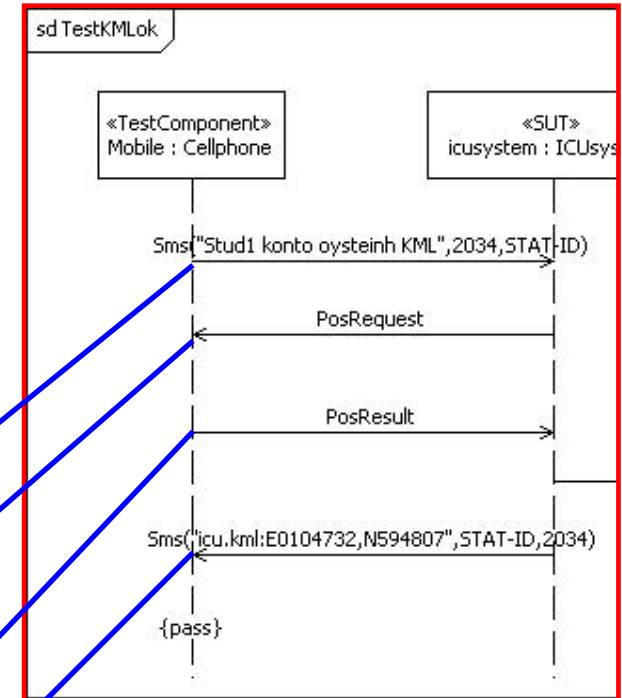 sd TestKMLok
«TestComponent»
Mobile : Cellphone
«SUT»
icusystem : ICUsys
Sms("Stud1 konto oysteinh KML",2034,STAT-ID)
PosRequest
PosResult
Sms("icu.kml:E0104732,N594807",STAT-ID,2034)
{pass}